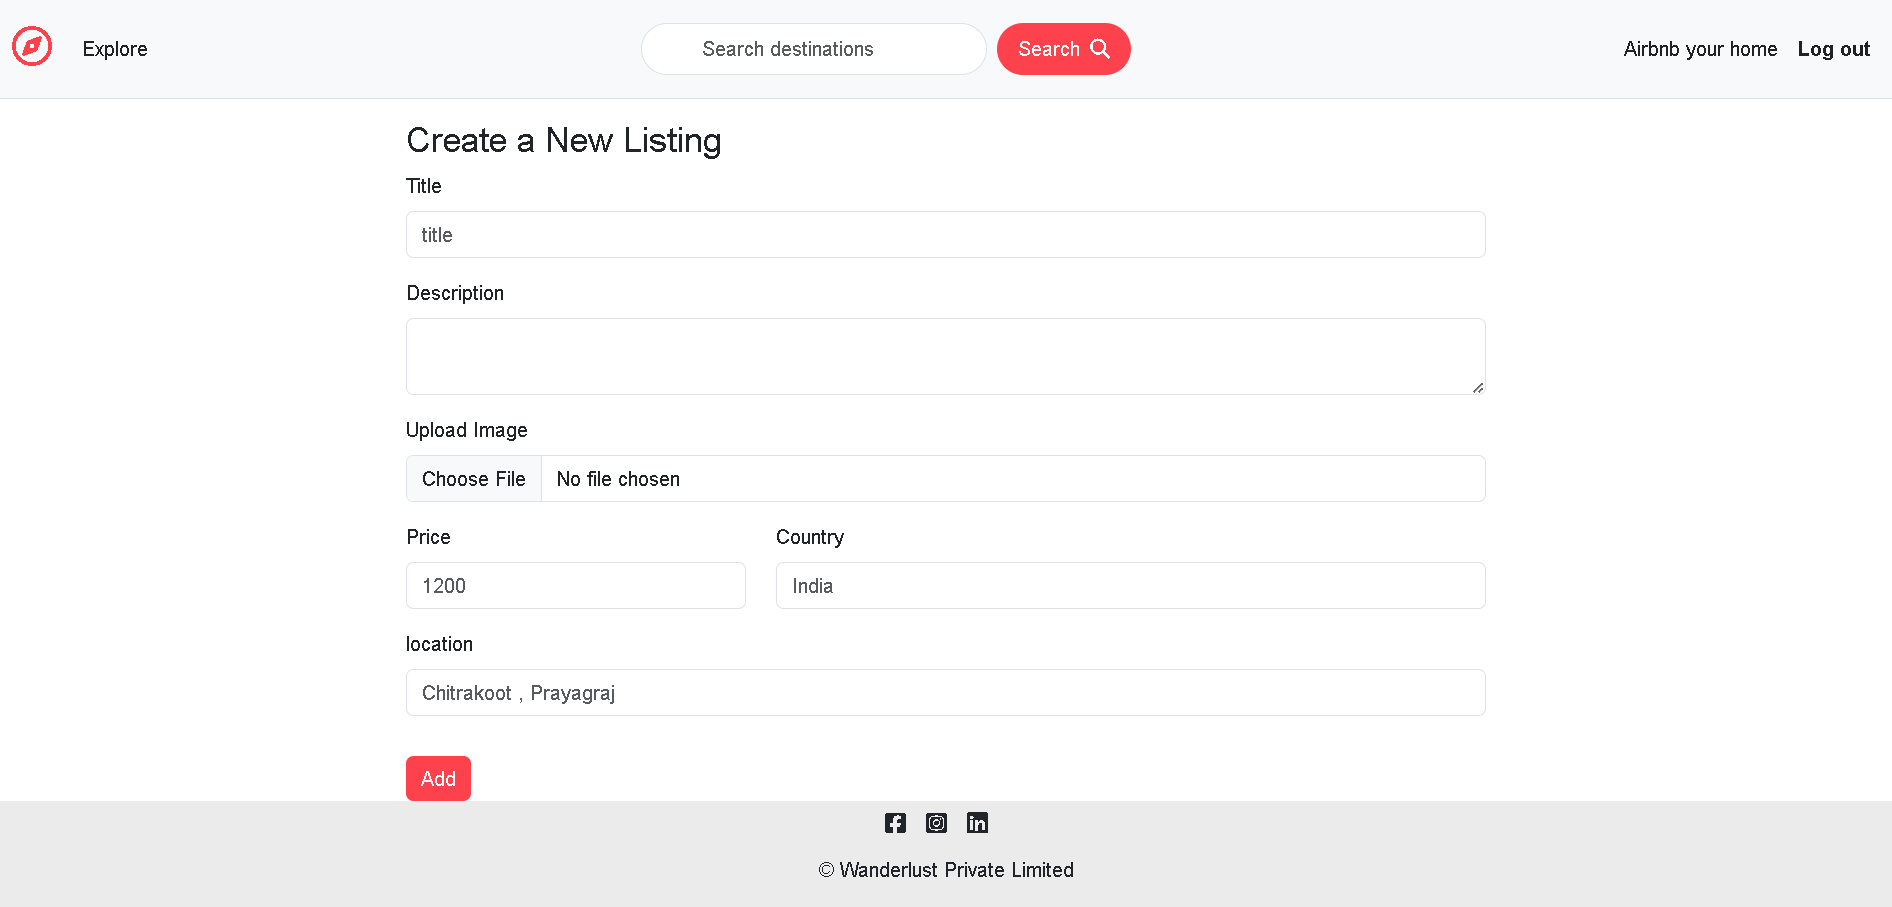 Explore
Search destinations
Search
Airbnb your home
Log out
Create a New Listing
Title
title
Description
Upload Image
Choose File
No file chosen
Price
Country
1200
India
location
Chitrakoot , Prayagraj
Add
© Wanderlust Private Limited